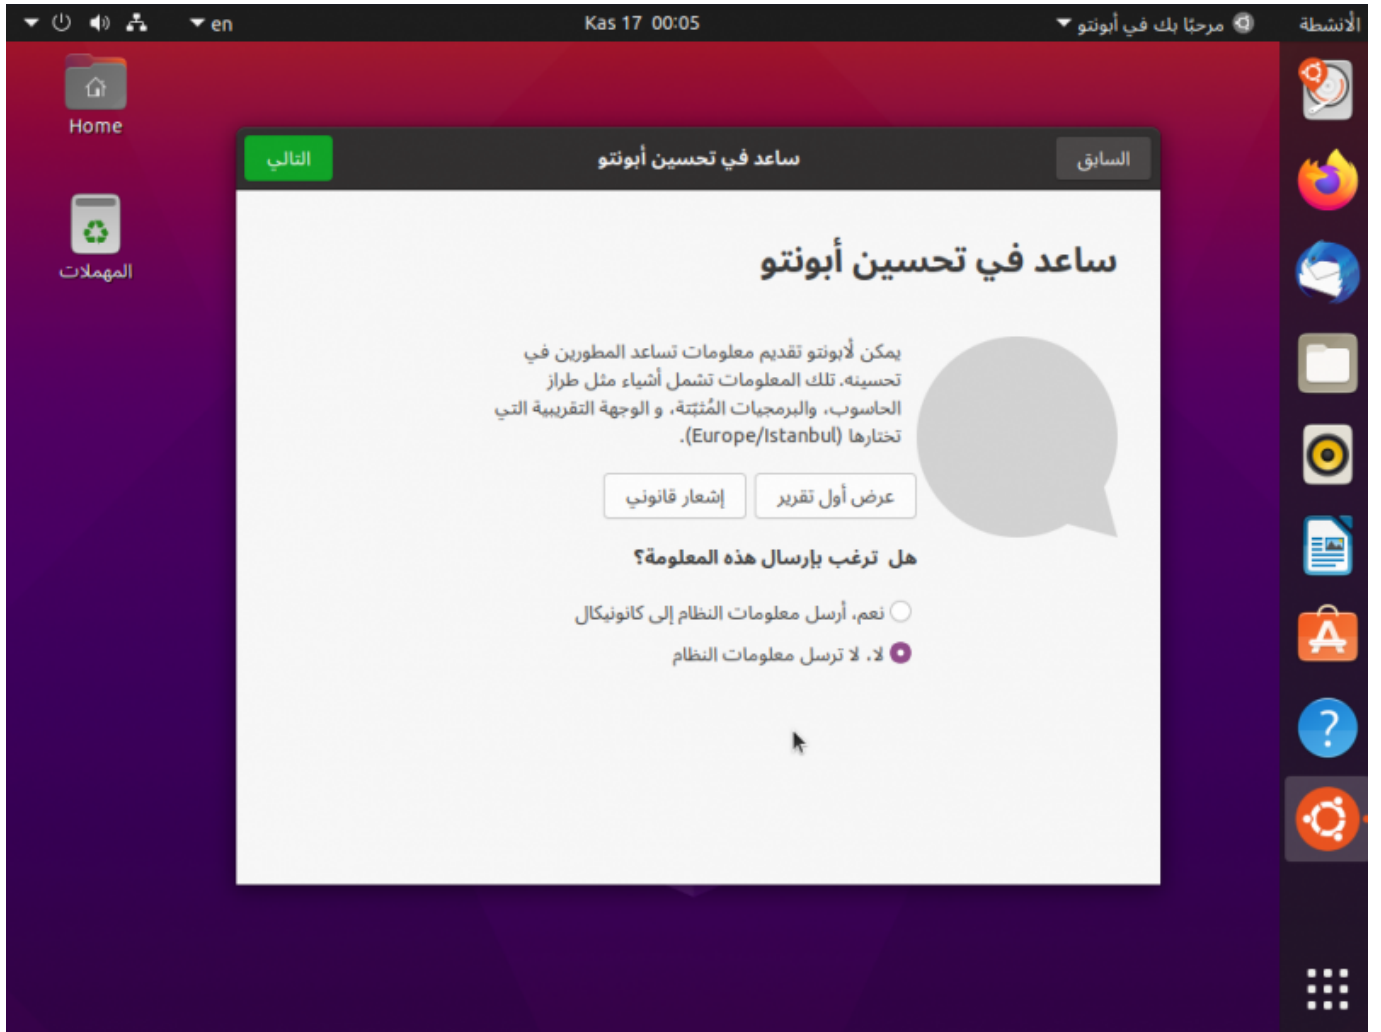 الأنشطة
مرحبًا بك في أبونتو
Kas 17 00:05
en
Home
المهملات
السابق
ساعد في تحسين أبونتو
التالي
ساعد في تحسين أبونتو
يمكن لأبونتو تقديم معلومات تساعد المطورين في
تحسينه. تلك المعلومات تشمل أشياء مثل طراز
الحاسوب، والبرمجيات المُثبّتة، و الوجهة التقريبية التي
تختارها (Europe/Istanbul).
عرض أول تقرير
إشعار قانوني
هل ترغب بإرسال هذه المعلومة؟
نعم، أرسل معلومات النظام إلى كانونيكال
لا، لا ترسل معلومات النظام